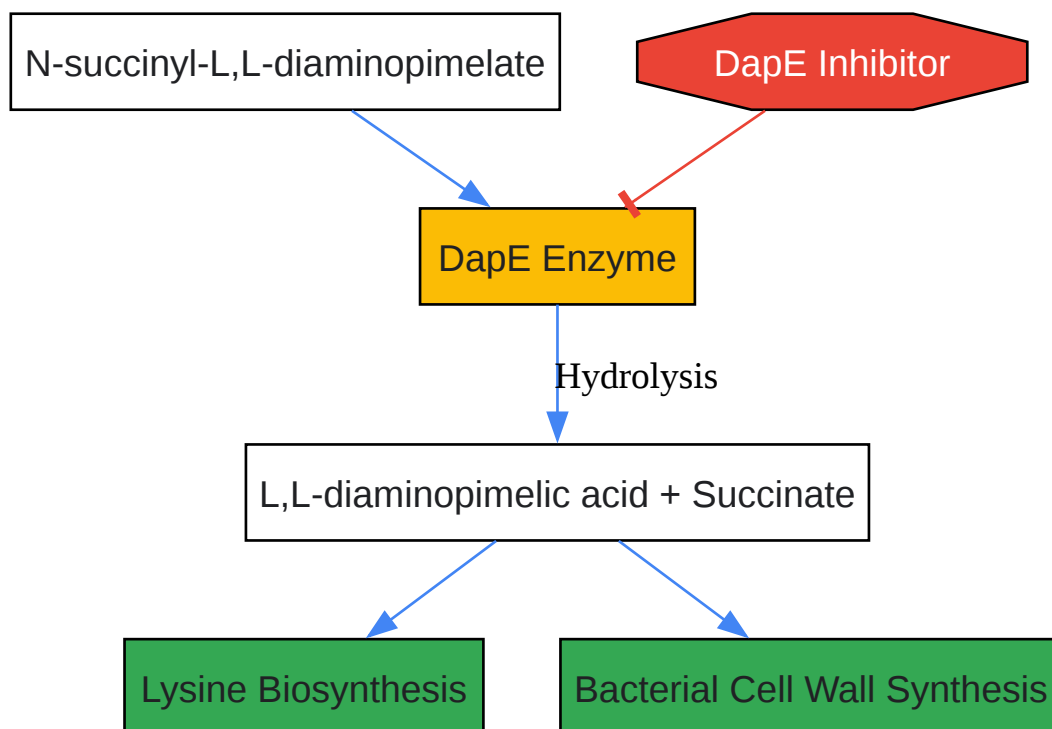 N-succinyl-L,L-diaminopimelate
DapE Inhibitor
DapE Enzyme
Hydrolysis
L,L-diaminopimelic acid + Succinate
Lysine Biosynthesis
Bacterial Cell Wall Synthesis